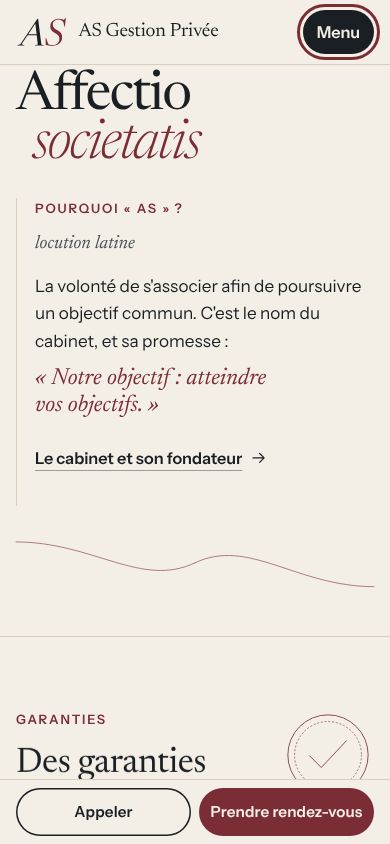 AS AS Gestion Privée
Menu
Affectio
societatis
POURQUOI « AS » ?
locution latine
La volonté de s'associer afin de poursuivre
un objectif commun. C'est le nom du
cabinet, et sa promesse :
« Notre objectif : atteindre
vos objectifs. »
Le cabinet et son fondateur →
GARANTIES
Des garanties
Appeler
Prendre rendez-vous